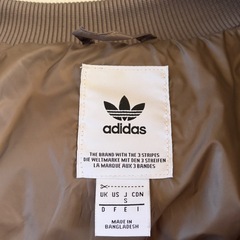 adidas
THE BRAND WITH THE 3 STRIPES
DIE WELTMARKE MIT DEN 3 STREIFEN
LA MARQUE AUX 3 BANDES
UK US J CDN
S
D F E I
MADE IN
BANGLADESH